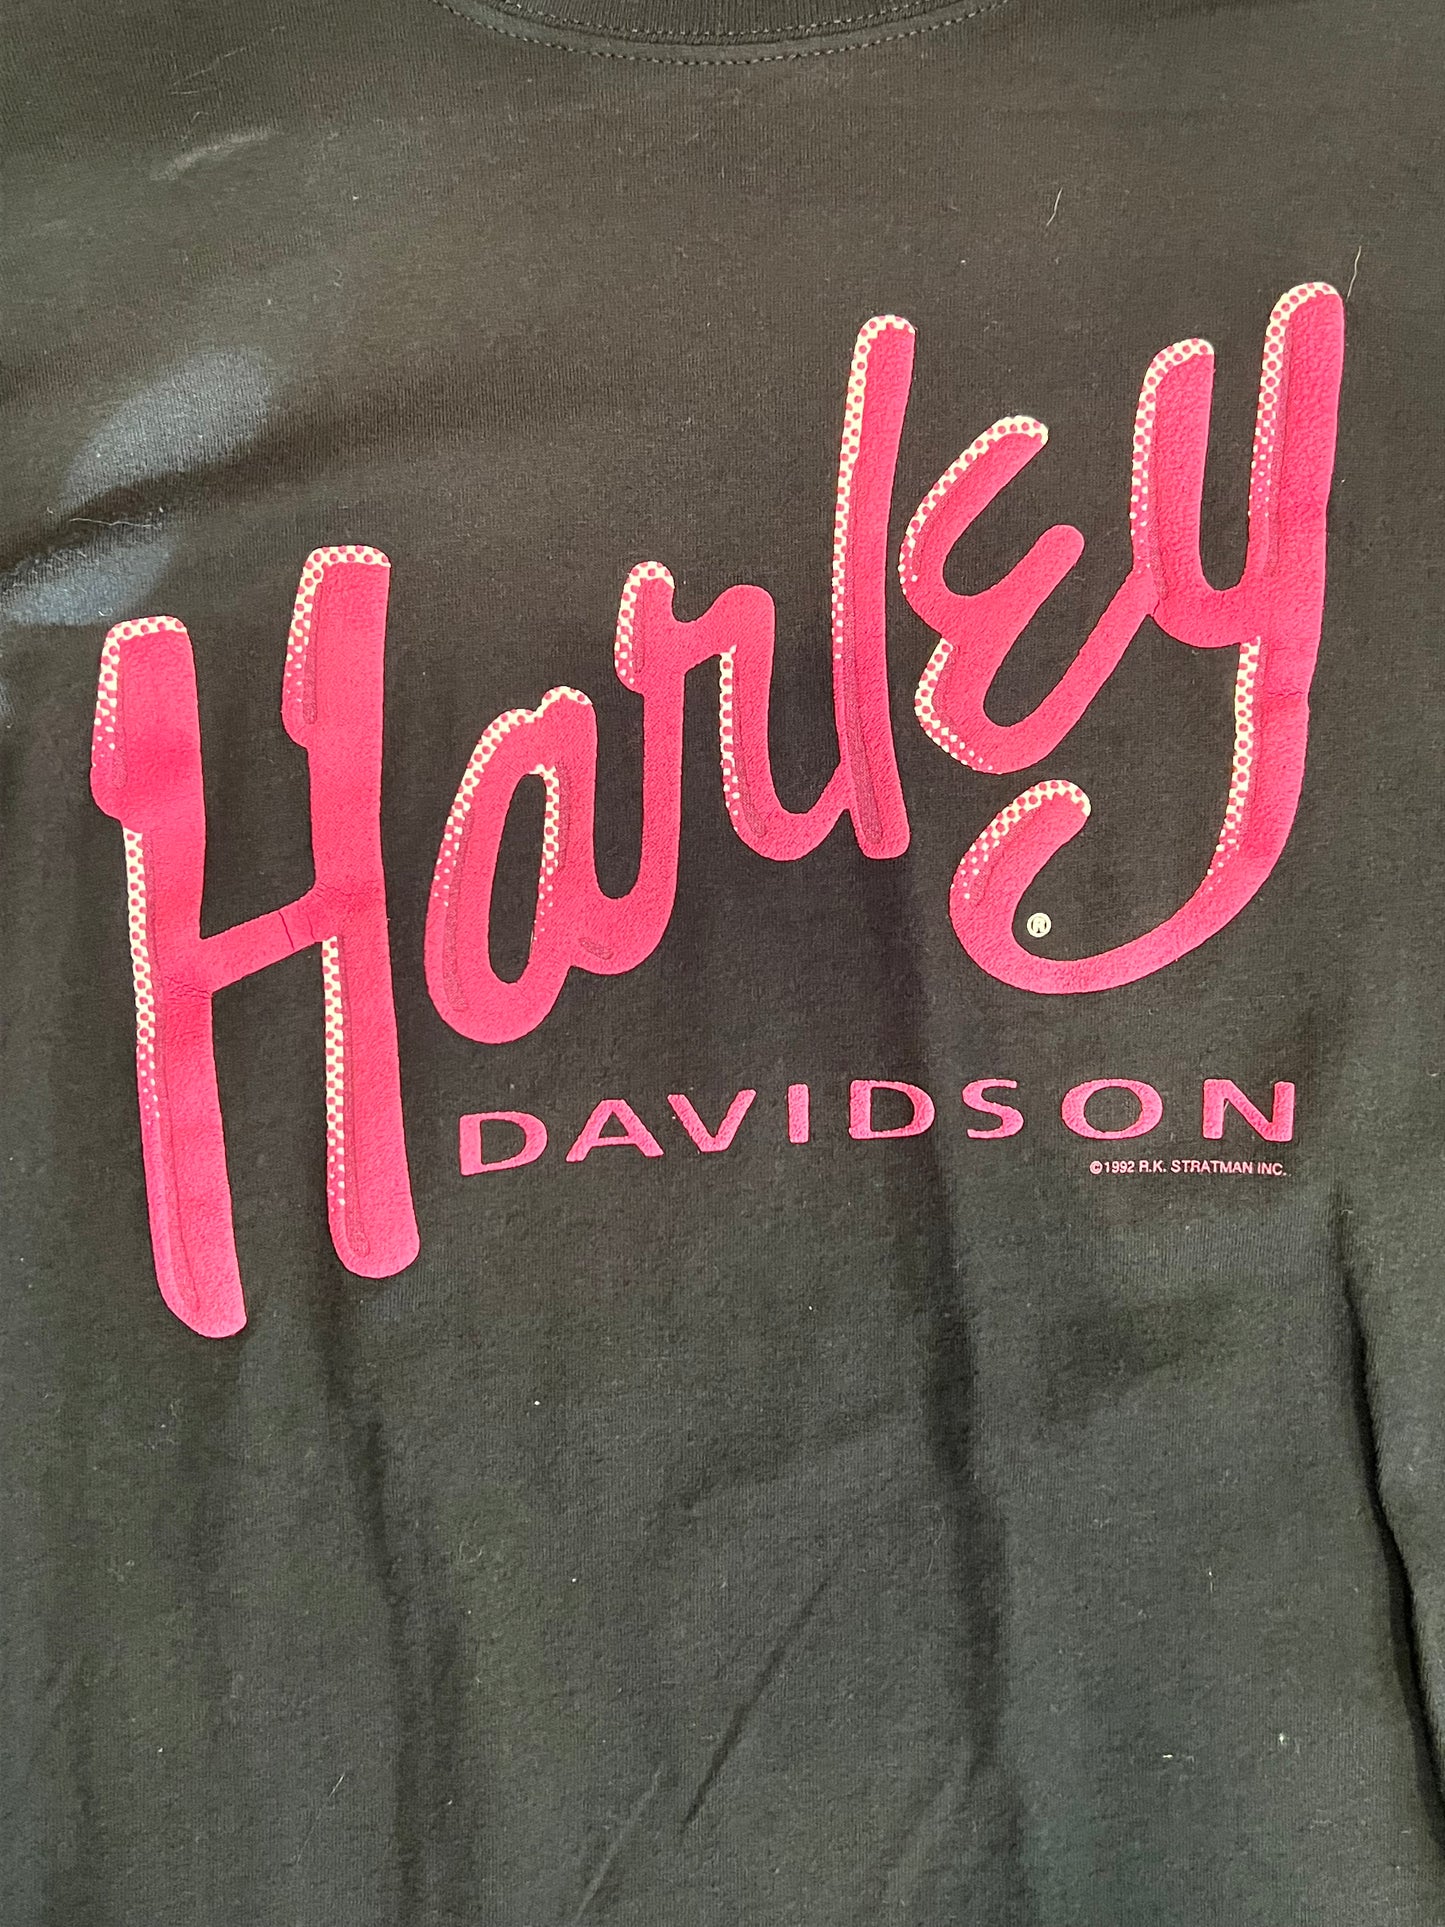 Harley
®
DAVIDSON
©1992 R.K. STRATMAN INC.